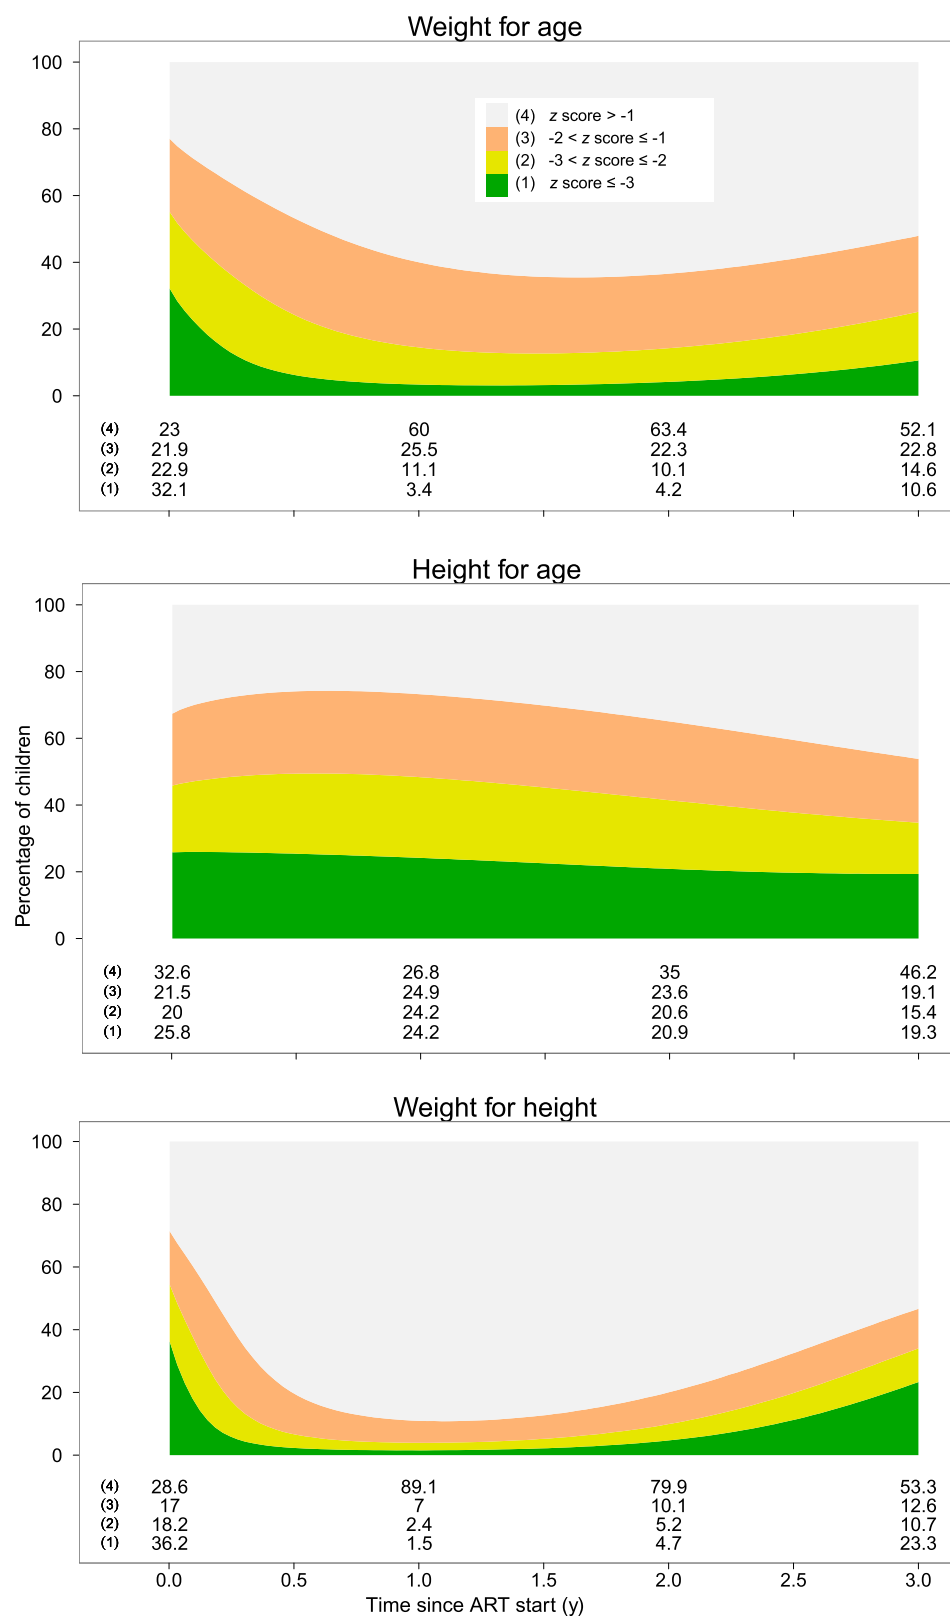 Weight for age
100
(4) z score > -1
80
(3) -2 < z score ≤ -1
(2) -3 < z score ≤ -2
(1) z score ≤ -3
60
40
20
0
(4) 23 60 63.4 52.1
(3) 21.9 25.5 22.3 22.8
(2) 22.9 11.1 10.1 14.6
(1) 32.1 3.4 4.2 10.6
Height for age
100
80
60
40
20
0
Percentage of children
(4) 32.6 26.8 35 46.2
(3) 21.5 24.9 23.6 19.1
(2) 20 24.2 20.6 15.4
(1) 25.8 24.2 20.9 19.3
Weight for height
100
80
60
40
20
0
(4) 28.6 89.1 79.9 53.3
(3) 17 7 10.1 12.6
(2) 18.2 2.4 5.2 10.7
(1) 36.2 1.5 4.7 23.3
0.0 0.5 1.0 1.5 2.0 2.5 3.0
Time since ART start (y)